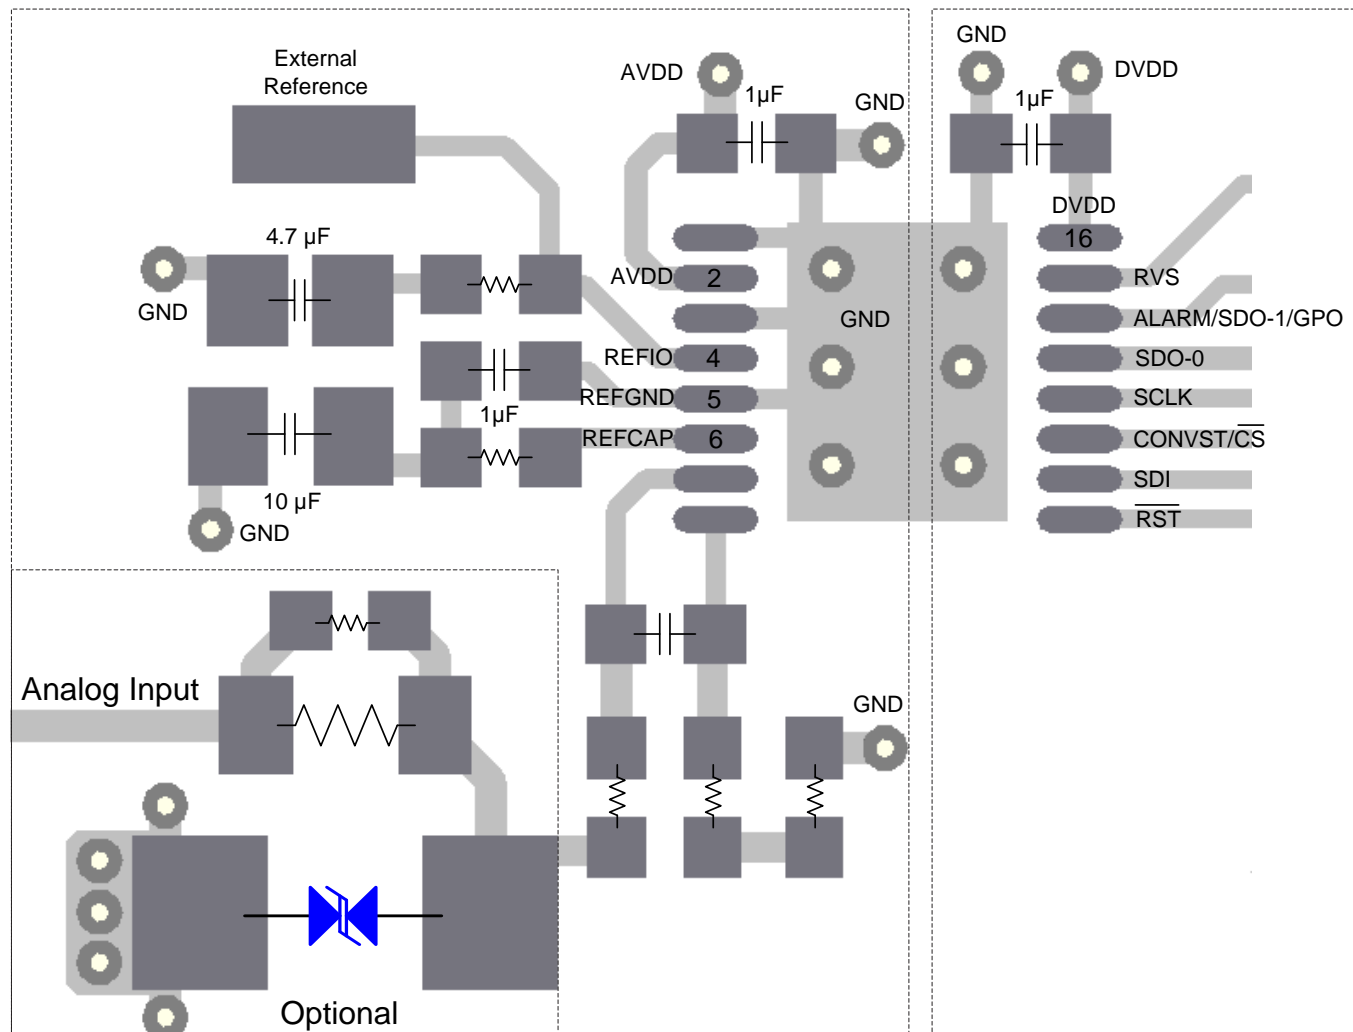 External
Reference
AVDD
1µF
GND
GND
1µF
DVDD
DVDD
16
4.7 µF
GND
AVDD
2
RVS
GND
ALARM/SDO-1/GPO
REFIO
4
SDO-0
REFGND
5
SCLK
1µF
REFCAP
6
CONVST/CS
SDI
10 µF
GND
RST
Analog Input
GND
Optional